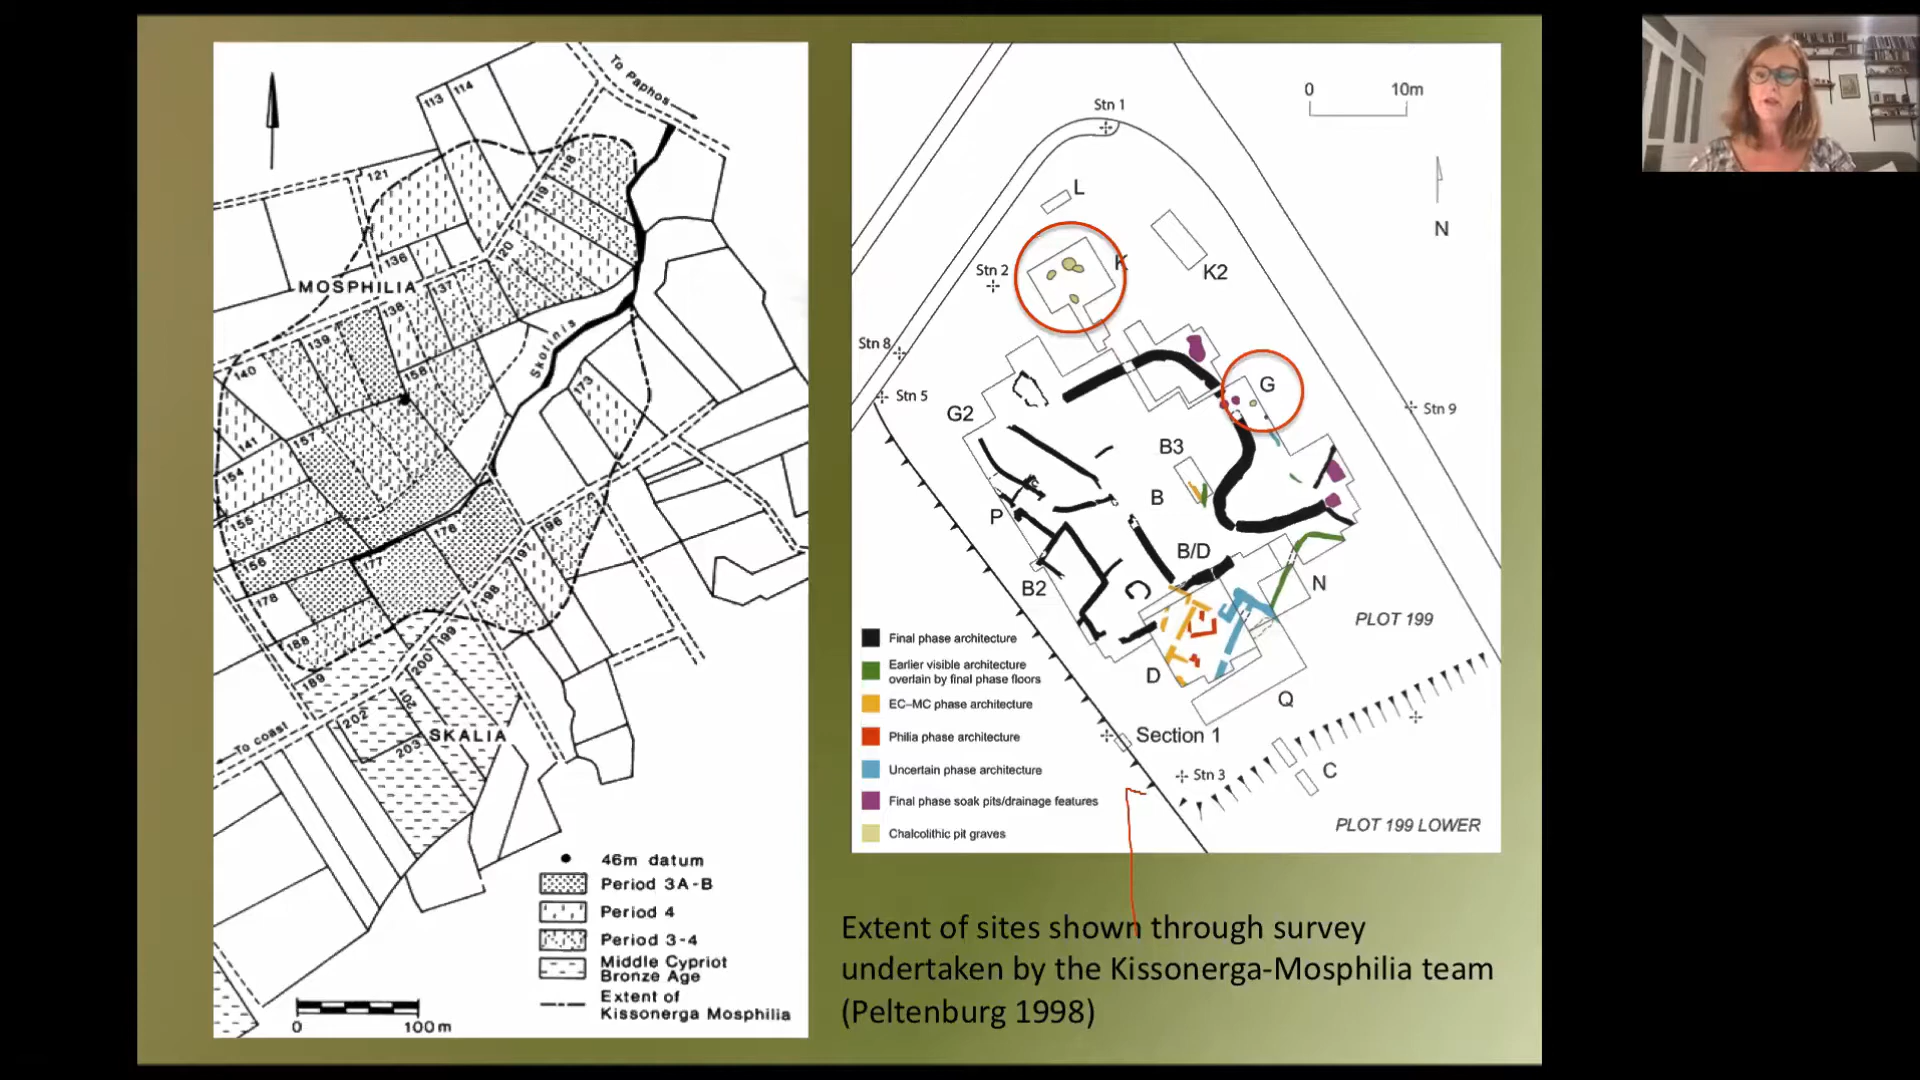 To Paphos
113
114
118
121
119
120
136
MOSPHILIA
137
138
139
Skotinis
140
158
173
141
157
154
155
176
196
156
177
197
178
198
188
199
200
189
201
202
To coast
SKALIA
203
46m datum
Period 3A-B
Period 4
Period 3-4
Middle Cypriot
Bronze Age
Extent of
Kissonerga Mosphilia
0
100m
0
10m
Stn 1
L
N
K
K2
Stn 2
Stn 8
G
Stn 5
Stn 9
G2
B3
B
P
B/D
B2
C
N
PLOT 199
D
Q
Section 1
Stn 3
C
PLOT 199 LOWER
Final phase architecture
Earlier visible architecture
overlain by final phase floors
EC–MC phase architecture
Philia phase architecture
Uncertain phase architecture
Final phase soak pits/drainage features
Chalcolithic pit graves
Extent of sites shown through survey
undertaken by the Kissonerga-Mosphilia team
(Peltenburg 1998)